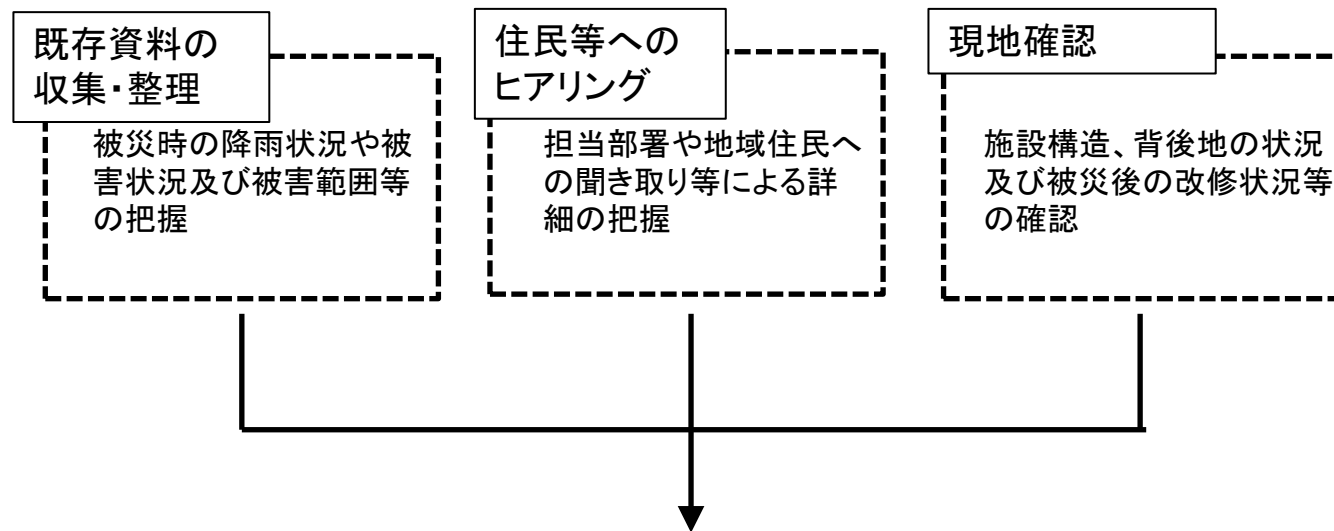 既存資料の
収集・整理
被災時の降雨状況や被
害状況及び被害範囲等
の把握
住民等への
ヒアリング
担当部署や地域住民へ
の聞き取り等による詳
細の把握
現地確認
施設構造、背後地の状況
及び被災後の改修状況等
の確認